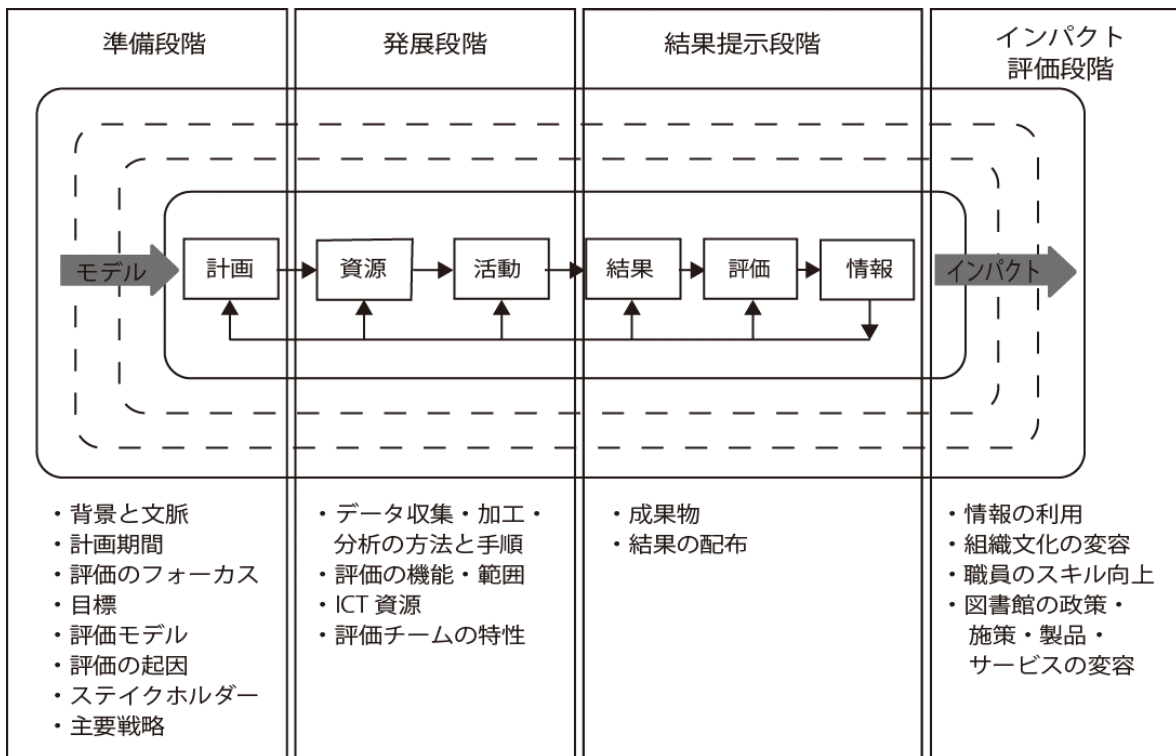 準備段階
発展段階
結果提示段階
インパクト
評価段階
モデル
計画
資源
活動
結果
評価
情報
インパクト
・背景と文脈
・計画期間
・評価のフォーカス
・目標
・評価モデル
・評価の起因
・ステイクホルダー
・主要戦略
・データ収集・加工・
分析の方法と手順
・評価の機能・範囲
・ICT 資源
・評価チームの特性
・成果物
・結果の配布
・情報の利用
・組織文化の変容
・職員のスキル向上
・図書館の政策・
施策・製品・
サービスの変容